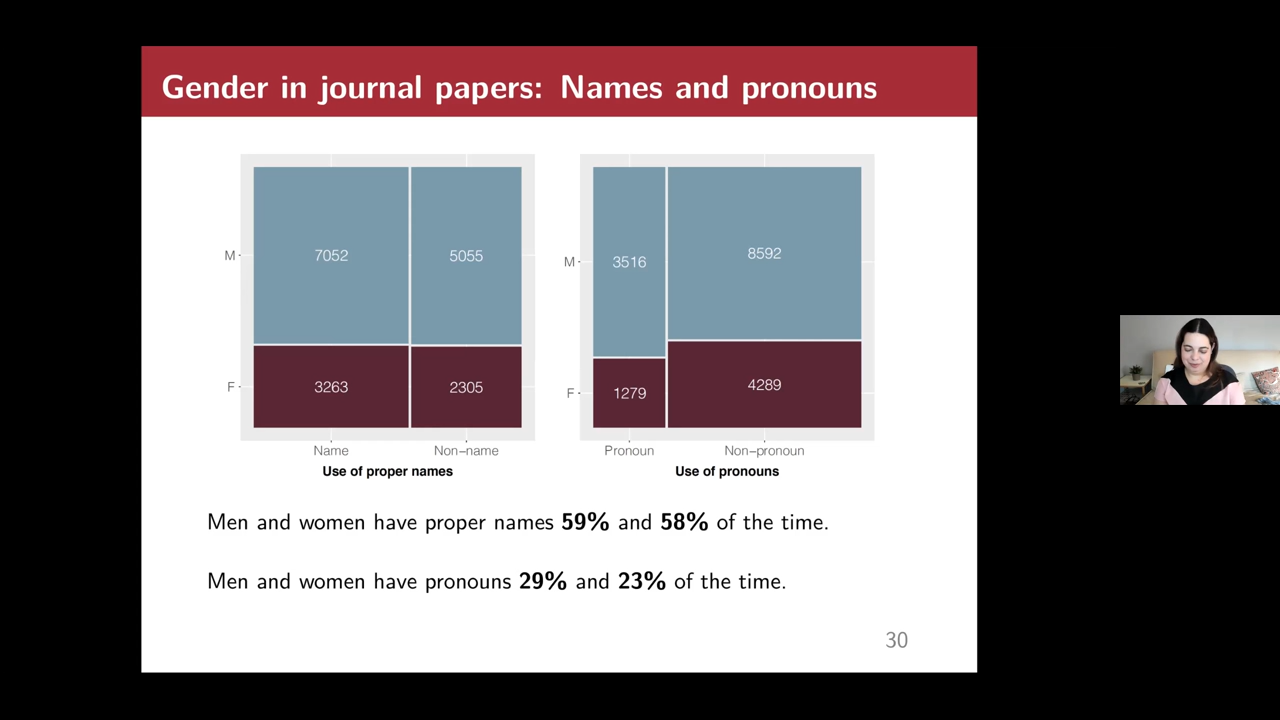 Gender in journal papers: Names and pronouns
M
7052
5055
F
3263
2305
Name
Non–name
Use of proper names
M
3516
8592
F
1279
4289
Pronoun
Non–pronoun
Use of pronouns
Men and women have proper names 59% and 58% of the time.
Men and women have pronouns 29% and 23% of the time.
30